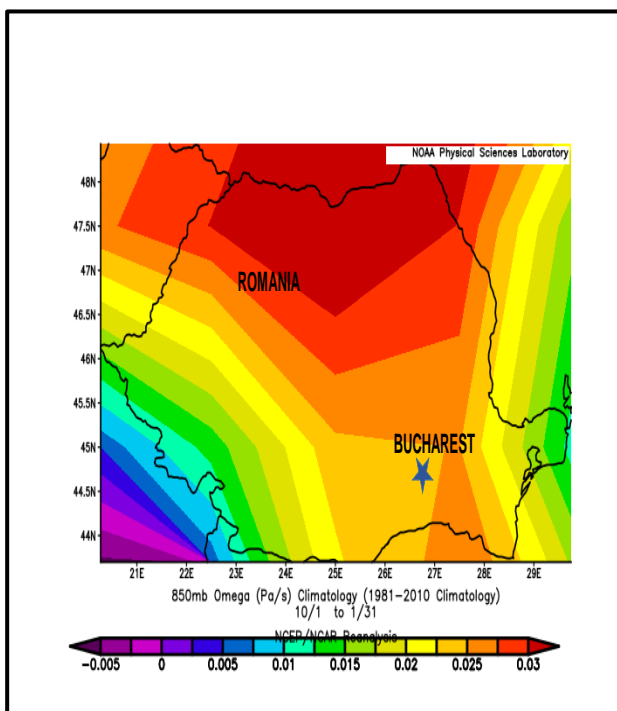 NOAA Physical Sciences Laboratory
48N
47.5N
47N
ROMANIA
46.5N
46N
45.5N
BUCHAREST
45N
44.5N
44N
21E 22E 23E 24E 25E 26E 27E 28E 29E
850mb Omega (Pa/s) Climatology (1981-2010 Climatology)
10/1 to 1/31
NCEP/NCAR Reanalysis
-0.005 0 0.005 0.01 0.015 0.02 0.025 0.03